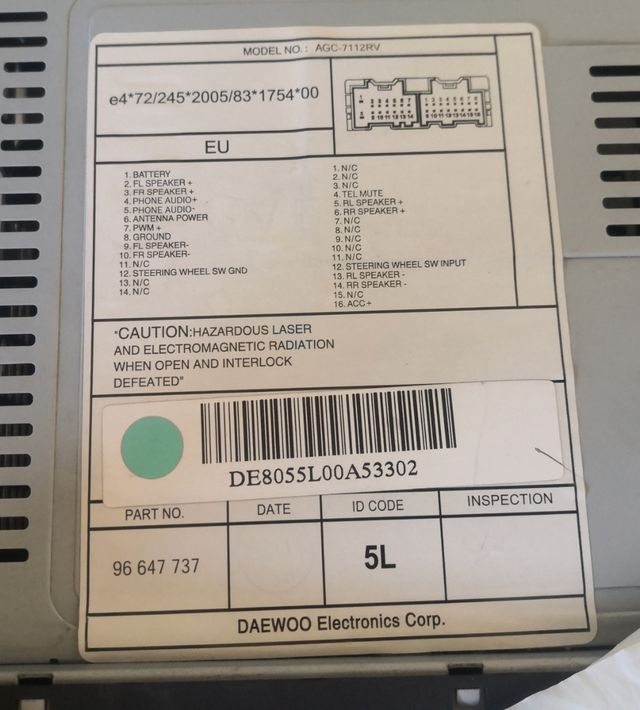 MODEL NO.: AGC-7112RV
e4*72/245*2005/83*1754*00
EU
1. BATTERY
2. FL SPEAKER +
3. FR SPEAKER +
4. PHONE AUDIO+
5. PHONE AUDIO-
6. ANTENNA POWER
7. PWM +
8. GROUND
9. FL SPEAKER-
10. FR SPEAKER-
11. N/C
12. STEERING WHEEL SW GND
13. N/C
14. N/C
1. N/C
2. N/C
3. N/C
4. TEL MUTE
5. RL SPEAKER +
6. RR SPEAKER +
7. N/C
8. N/C
9. N/C
10. N/C
11. N/C
12. STEERING WHEEL SW INPUT
13. RL SPEAKER -
14. RR SPEAKER -
15. N/C
16. ACC+
"CAUTION:HAZARDOUS LASER
AND ELECTROMAGNETIC RADIATION
WHEN OPEN AND INTERLOCK
DEFEATED"
DE8055L00A53302
PART NO. DATE ID CODE INSPECTION
96 647 737 5L
DAEWOO Electronics Corp.